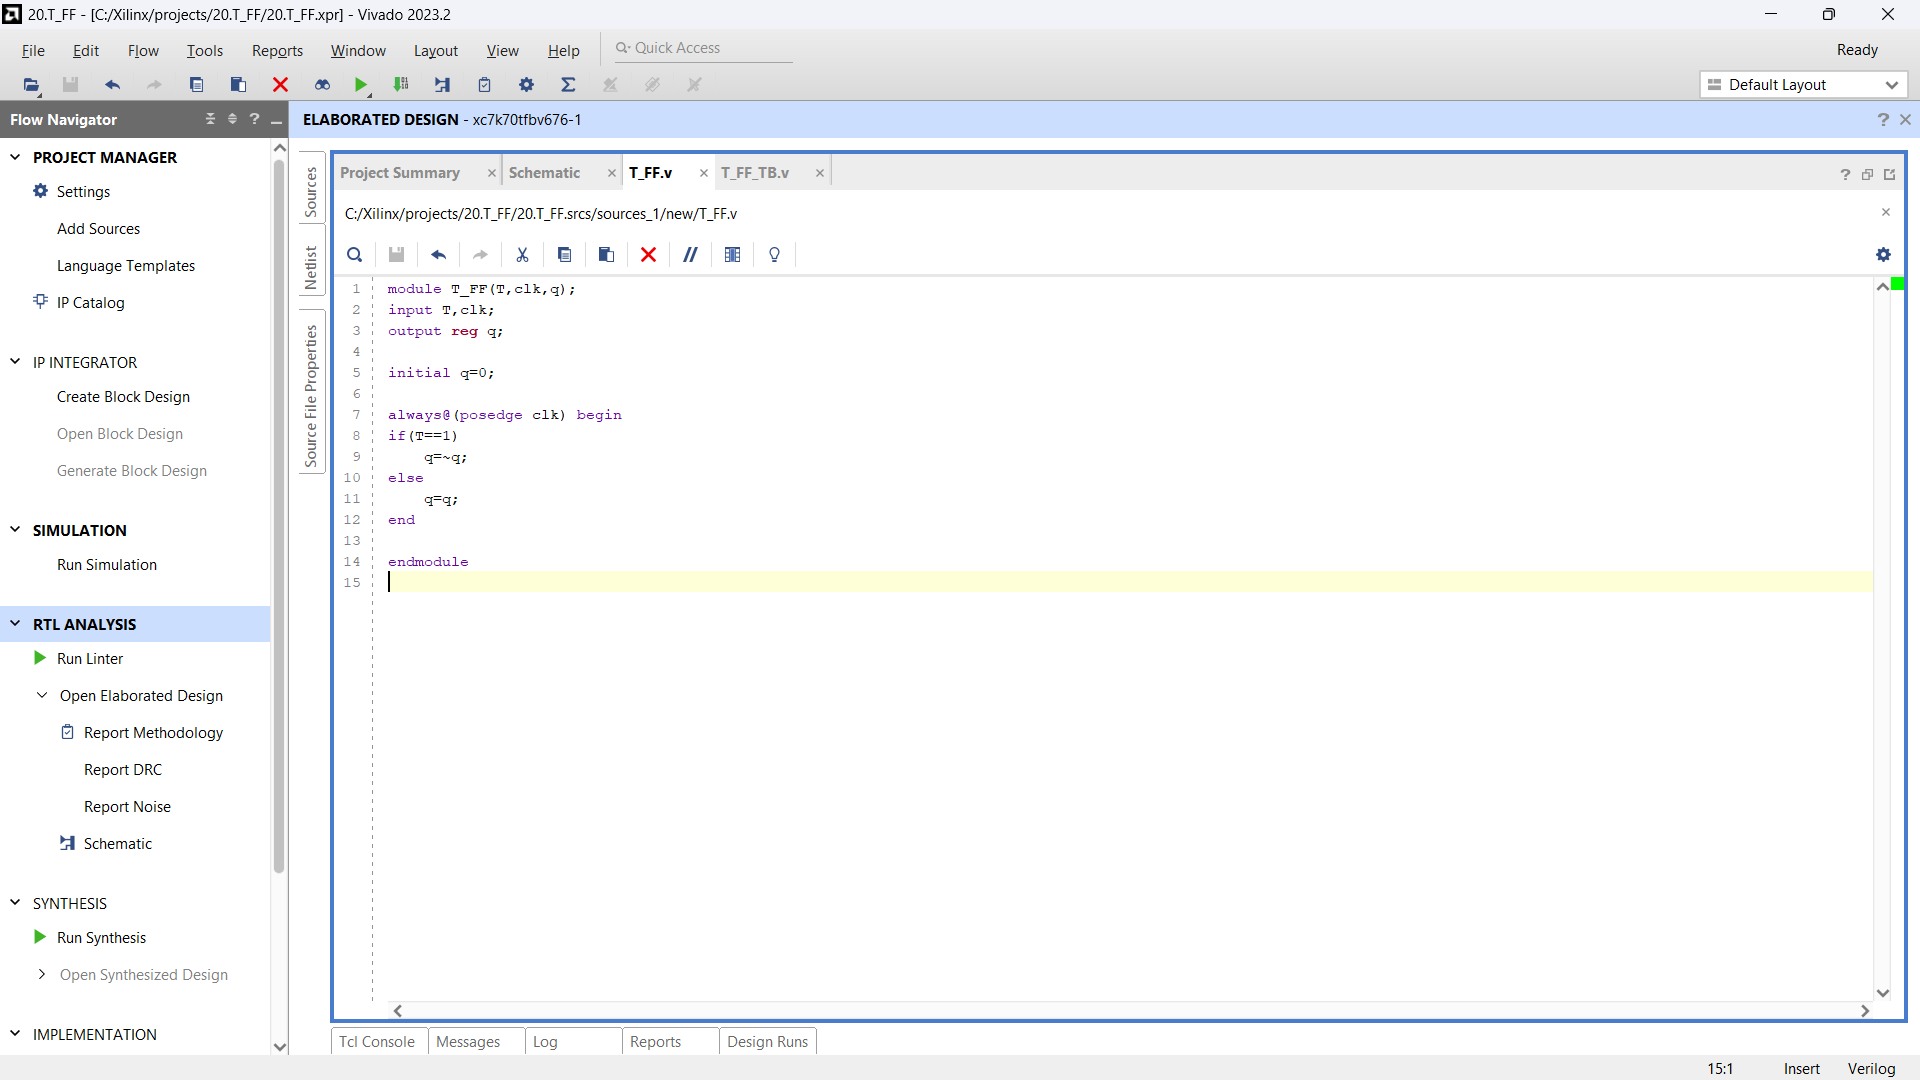 20.T_FF - [C:/Xilinx/projects/20.T_FF/20.T_FF.xpr] - Vivado 2023.2
File Edit Flow Tools Reports Window Layout View Help Quick Access Ready
Default Layout
Flow Navigator
ELABORATED DESIGN - xc7k70tfbv676-1
PROJECT MANAGER
Settings
Add Sources
Language Templates
IP Catalog
IP INTEGRATOR
Create Block Design
Open Block Design
Generate Block Design
SIMULATION
Run Simulation
RTL ANALYSIS
Run Linter
Open Elaborated Design
Report Methodology
Report DRC
Report Noise
Schematic
SYNTHESIS
Run Synthesis
Open Synthesized Design
IMPLEMENTATION
Sources
Netlist
Source File Properties
Project Summary Schematic T_FF.v T_FF_TB.v
C:/Xilinx/projects/20.T_FF/20.T_FF.srcs/sources_1/new/T_FF.v
1 module T_FF(T,clk,q);
2 input T,clk;
3 output reg q;
4
5 initial q=0;
6
7 always@(posedge clk) begin
8 if(T==1)
9 q=~q;
10 else
11 q=q;
12 end
13
14 endmodule
15
Tcl Console Messages Log Reports Design Runs
15:1 Insert Verilog